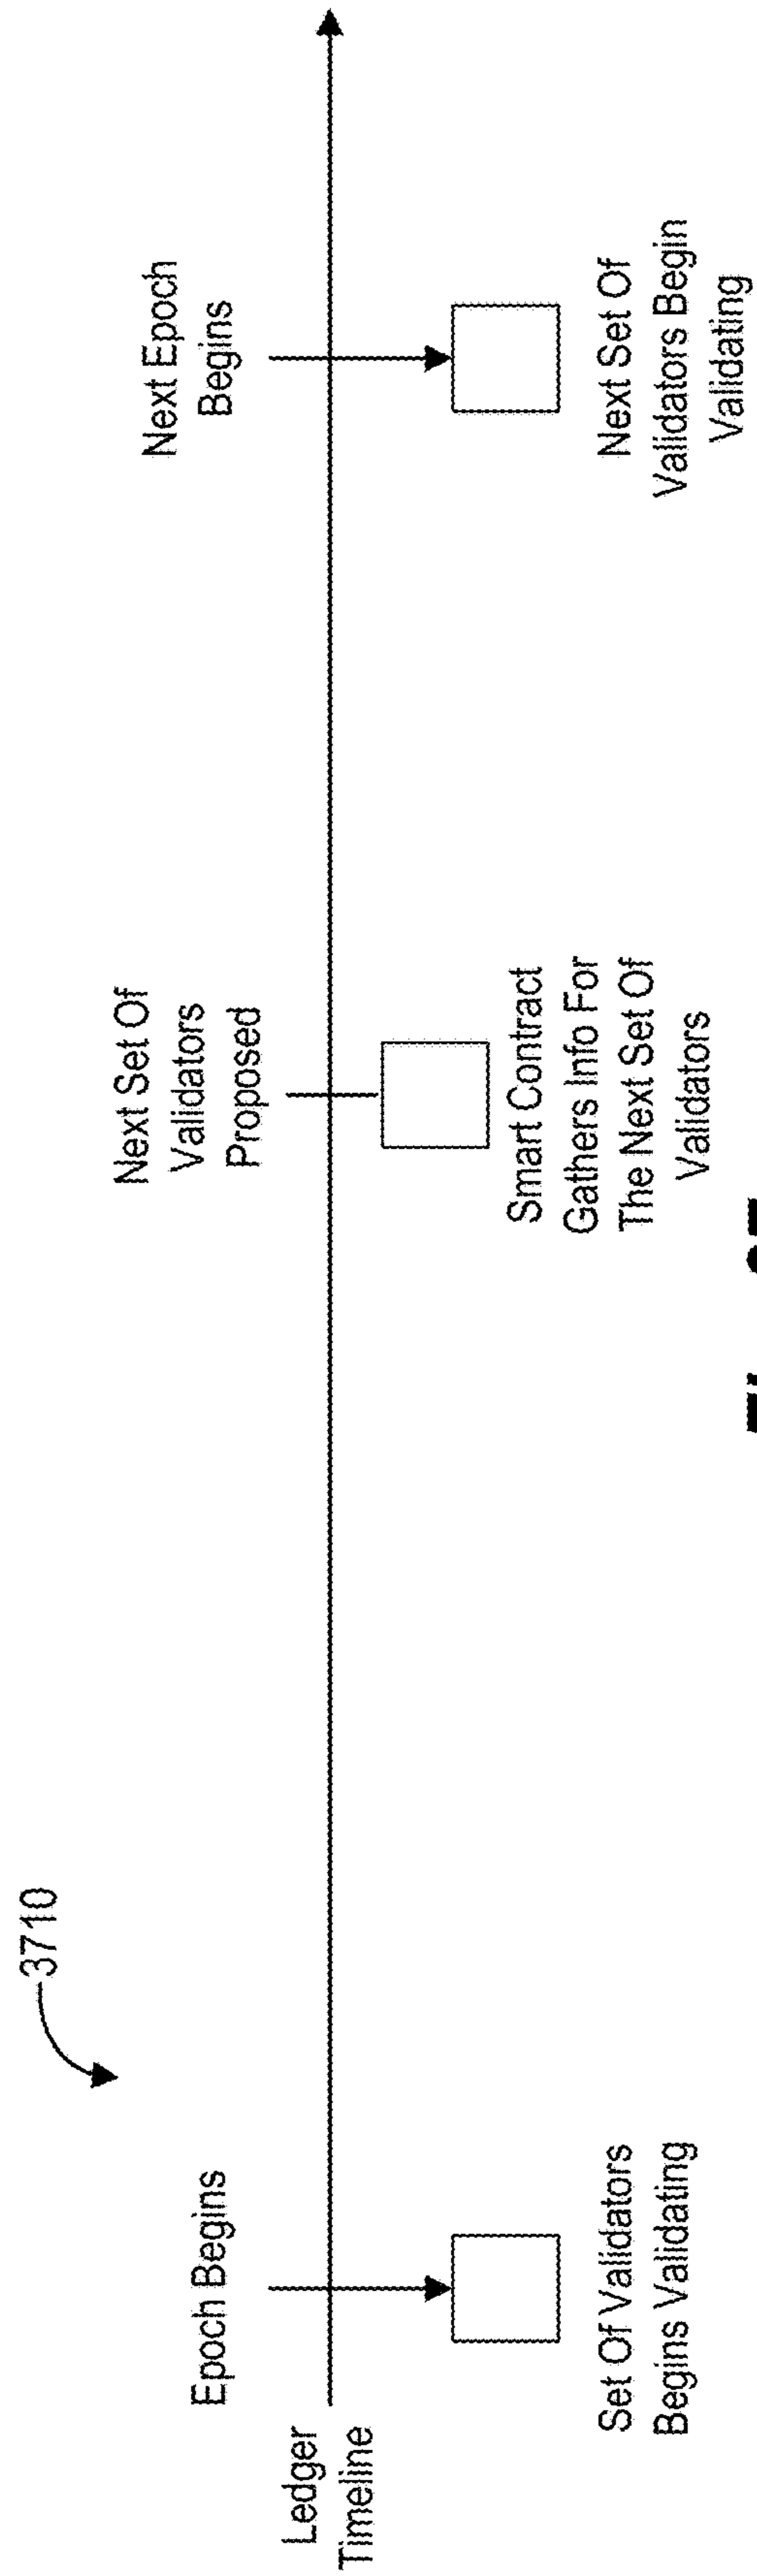 3710
Epoch Begins
Next Set Of
Validators
Proposed
Next Epoch
Begins
Ledger
Timeline
Set Of Validators
Begins Validating
Smart Contract
Gathers Info For
The Next Set Of
Validators
Next Set Of
Validators Begin
Validating